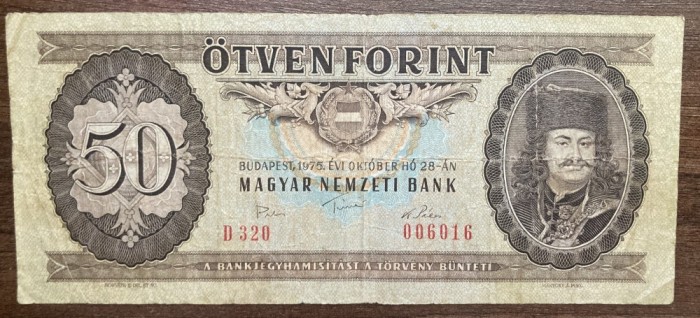 ÖTVEN FORINT
50
BUDAPEST, 1975. ÉVI OKTÓBER HÓ 28-ÁN
MAGYAR NEMZETI BANK
D 320 006016
A BANKJEGYHAMISÍTÁST A TÖRVÉNY BÜNTETI